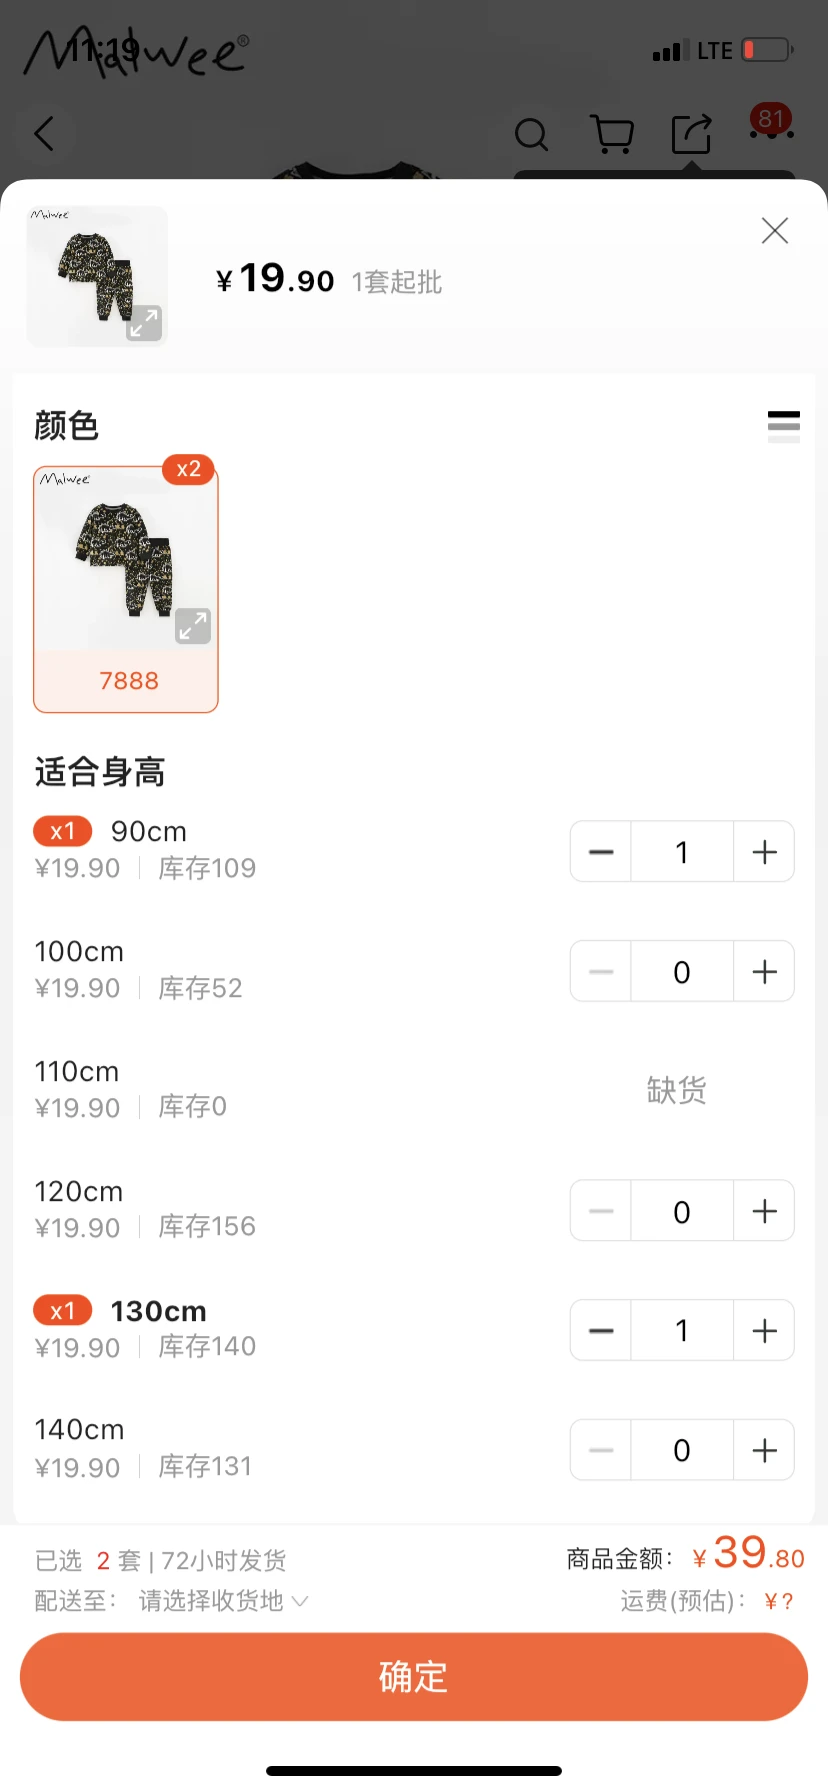 Malwee®
11:19
LTE
81
Malwee
¥19.90 1套起批
颜色
x2
Malwee
7888
适合身高
x1 90cm
¥19.90 库存109
1
100cm
¥19.90 库存52
0
110cm
¥19.90 库存0
缺货
120cm
¥19.90 库存156
0
x1 130cm
¥19.90 库存140
1
140cm
¥19.90 库存131
0
已选 2 套 | 72小时发货
商品金额: ¥39.80
配送至: 请选择收货地
运费(预估): ¥?
确定